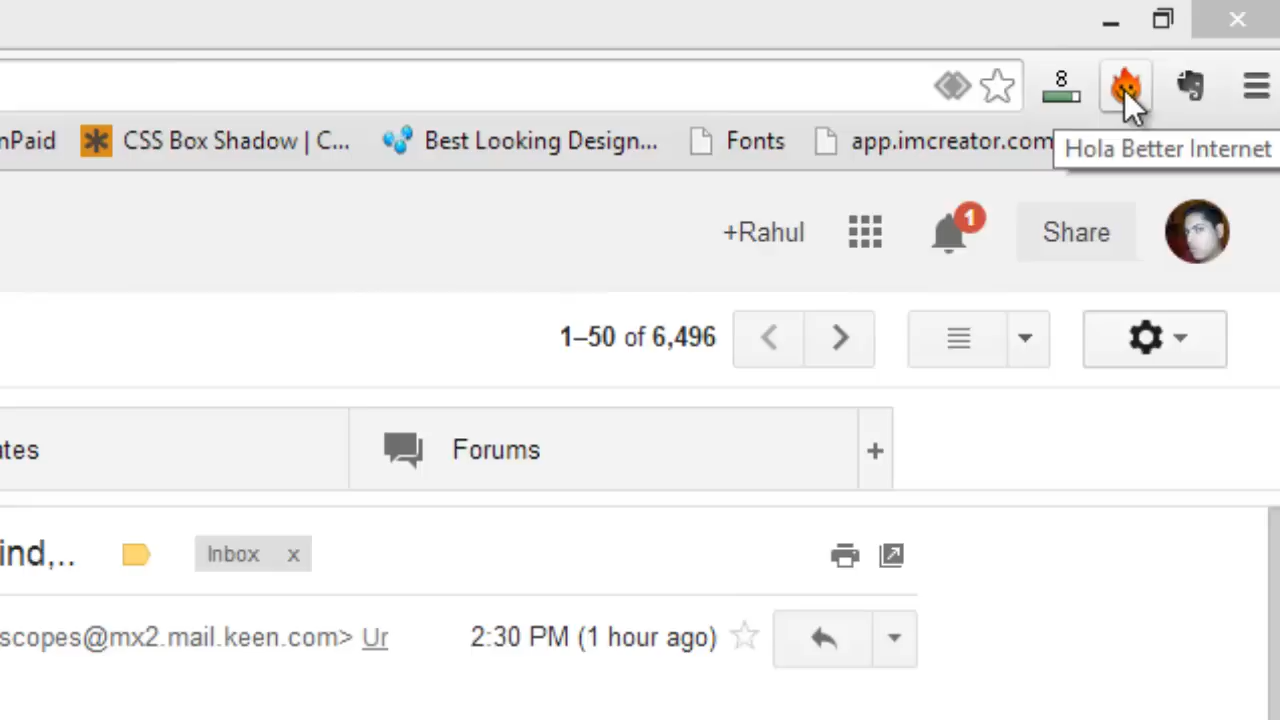 8
nPaid
CSS Box Shadow | C...
Best Looking Design...
Fonts
app.imcreator.com
Hola Better Internet
+Rahul
1
Share
1–50 of 6,496
ates
Forums
+
ind,..
Inbox x
scopes@mx2.mail.keen.com> Ur
2:30 PM (1 hour ago)